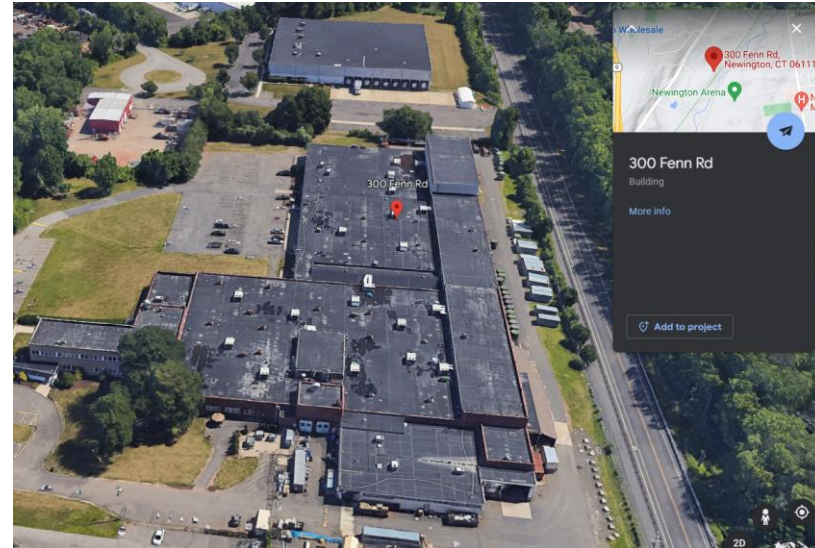 300 Fenn Rd
Wholesale
9
300 Fenn Rd,
Newington, CT 06111
Newington Arena
H
300 Fenn Rd
Building
More info
Add to project
2D